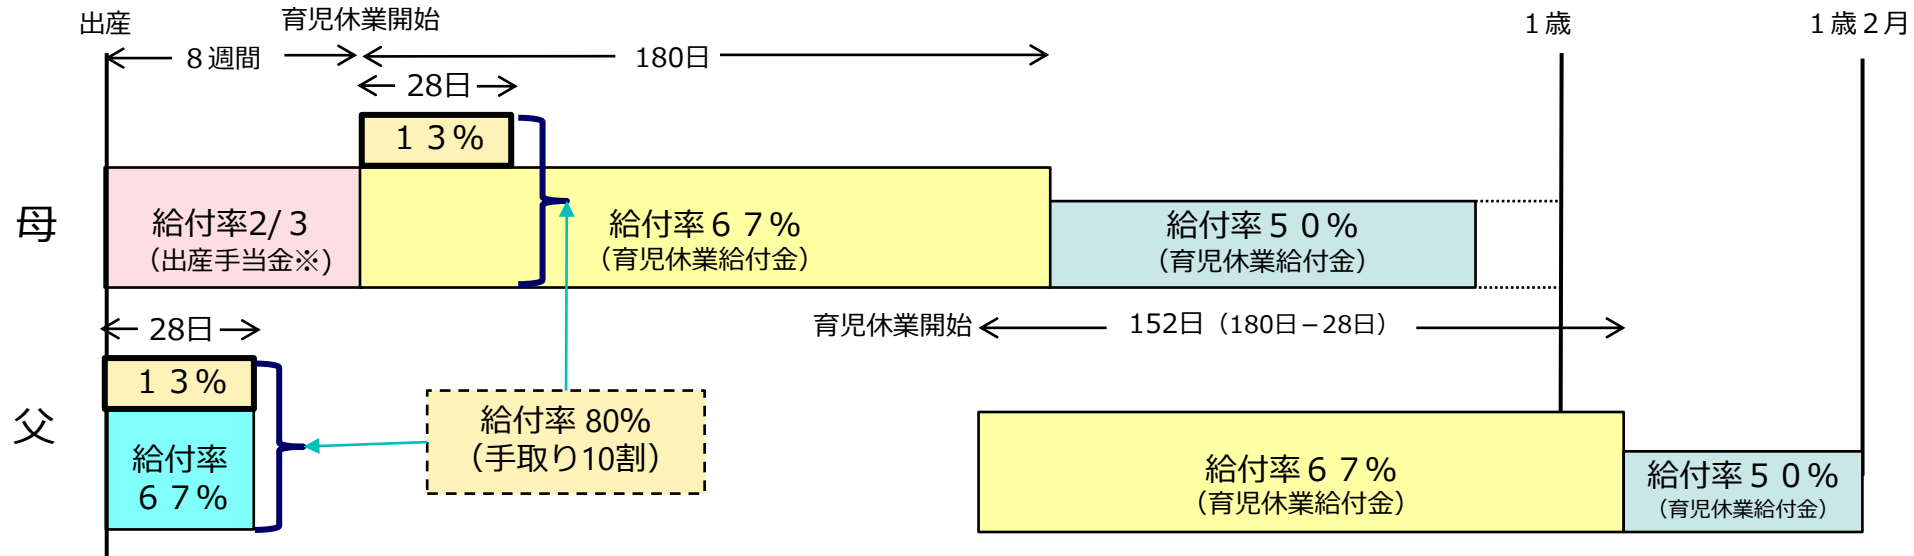 出産
育児休業開始
１歳
１歳２月
８週間
180日
28日
１３%
母
給付率2/３
（出産手当金※）
給付率６７%
（育児休業給付金）
給付率５０%
（育児休業給付金）
28日
育児休業開始
152日（180日－28日）
１３%
父
給付率
６７%
給付率 80%
（手取り10割）
給付率６７%
（育児休業給付金）
給付率５０%
（育児休業給付金）